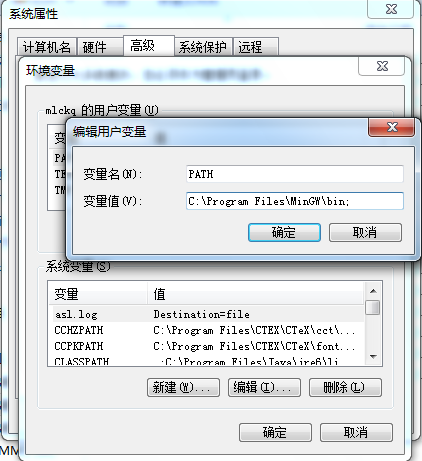 系统属性
计算机名 硬件 高级 系统保护 远程
环境变量
mlckq 的用户变量(U)
编辑用户变量
变量名(N): PATH
变量值(V): C:\Program Files\MinGW\bin;
确定 取消
系统变量(S)
变量 值
asl.log Destination=file
CCHZPATH C:\Program Files\CTEX\CTeX\cct\...
CCPKPATH C:\Program Files\CTEX\CTeX\font...
CLASSPATH .;C:\Program Files\Java\jre6\li...
新建(W)... 编辑(I)... 删除(L)
确定 取消